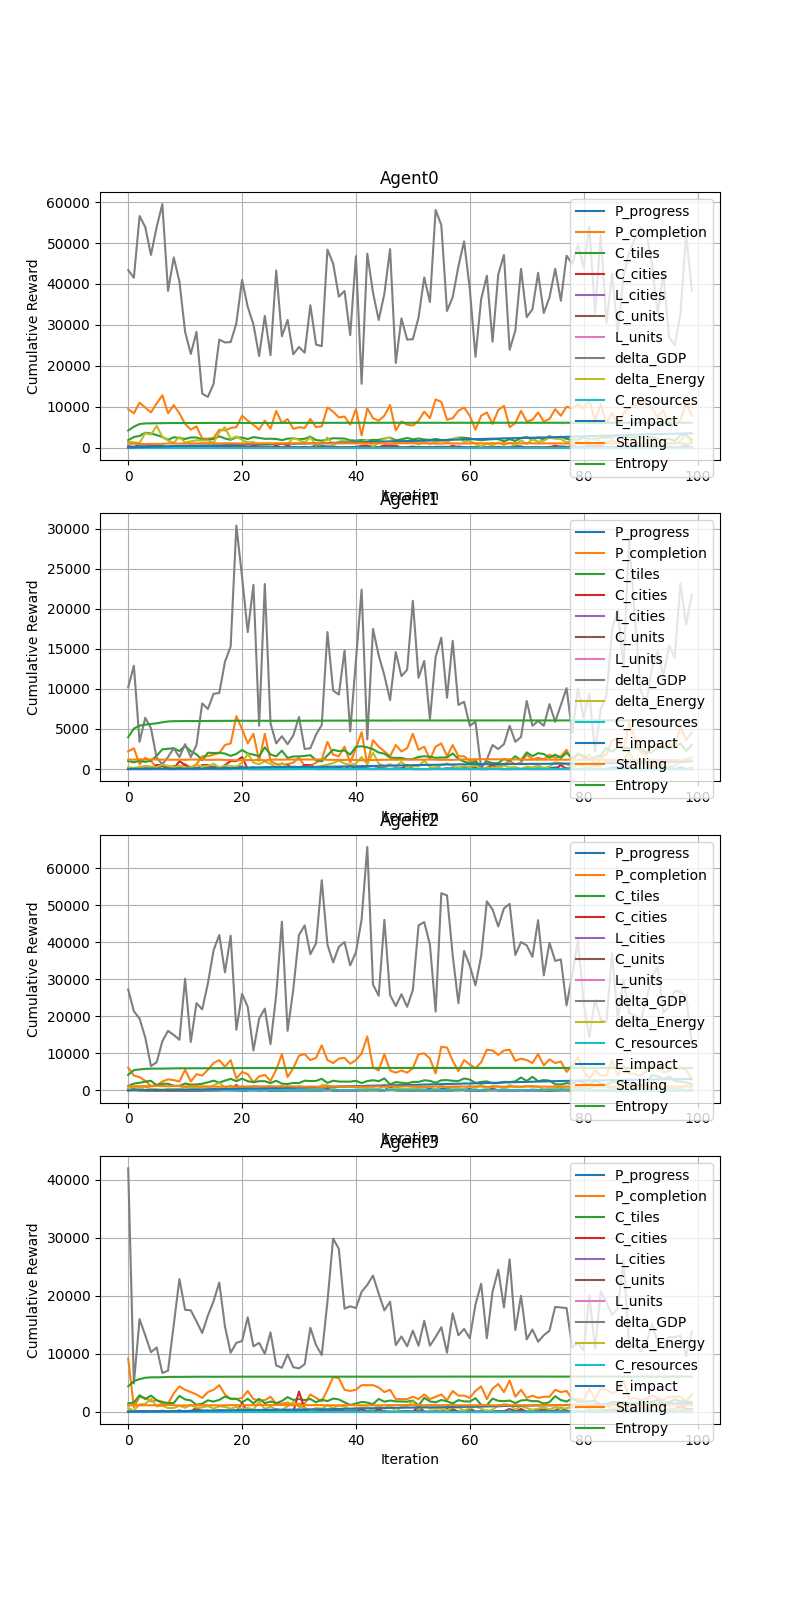 Agent0
60000
50000
40000
30000
20000
10000
0
Cumulative Reward
P_progress
P_completion
C_tiles
C_cities
L_cities
C_units
L_units
delta_GDP
delta_Energy
C_resources
E_impact
Stalling
Entropy
0 20 40 60 80 100
Iteration
Agent1
30000
25000
20000
15000
10000
5000
0
Cumulative Reward
P_progress
P_completion
C_tiles
C_cities
L_cities
C_units
L_units
delta_GDP
delta_Energy
C_resources
E_impact
Stalling
Entropy
0 20 40 60 80 100
Iteration
Agent2
60000
50000
40000
30000
20000
10000
0
Cumulative Reward
P_progress
P_completion
C_tiles
C_cities
L_cities
C_units
L_units
delta_GDP
delta_Energy
C_resources
E_impact
Stalling
Entropy
0 20 40 60 80 100
Iteration
Agent3
40000
30000
20000
10000
0
Cumulative Reward
P_progress
P_completion
C_tiles
C_cities
L_cities
C_units
L_units
delta_GDP
delta_Energy
C_resources
E_impact
Stalling
Entropy
0 20 40 60 80 100
Iteration